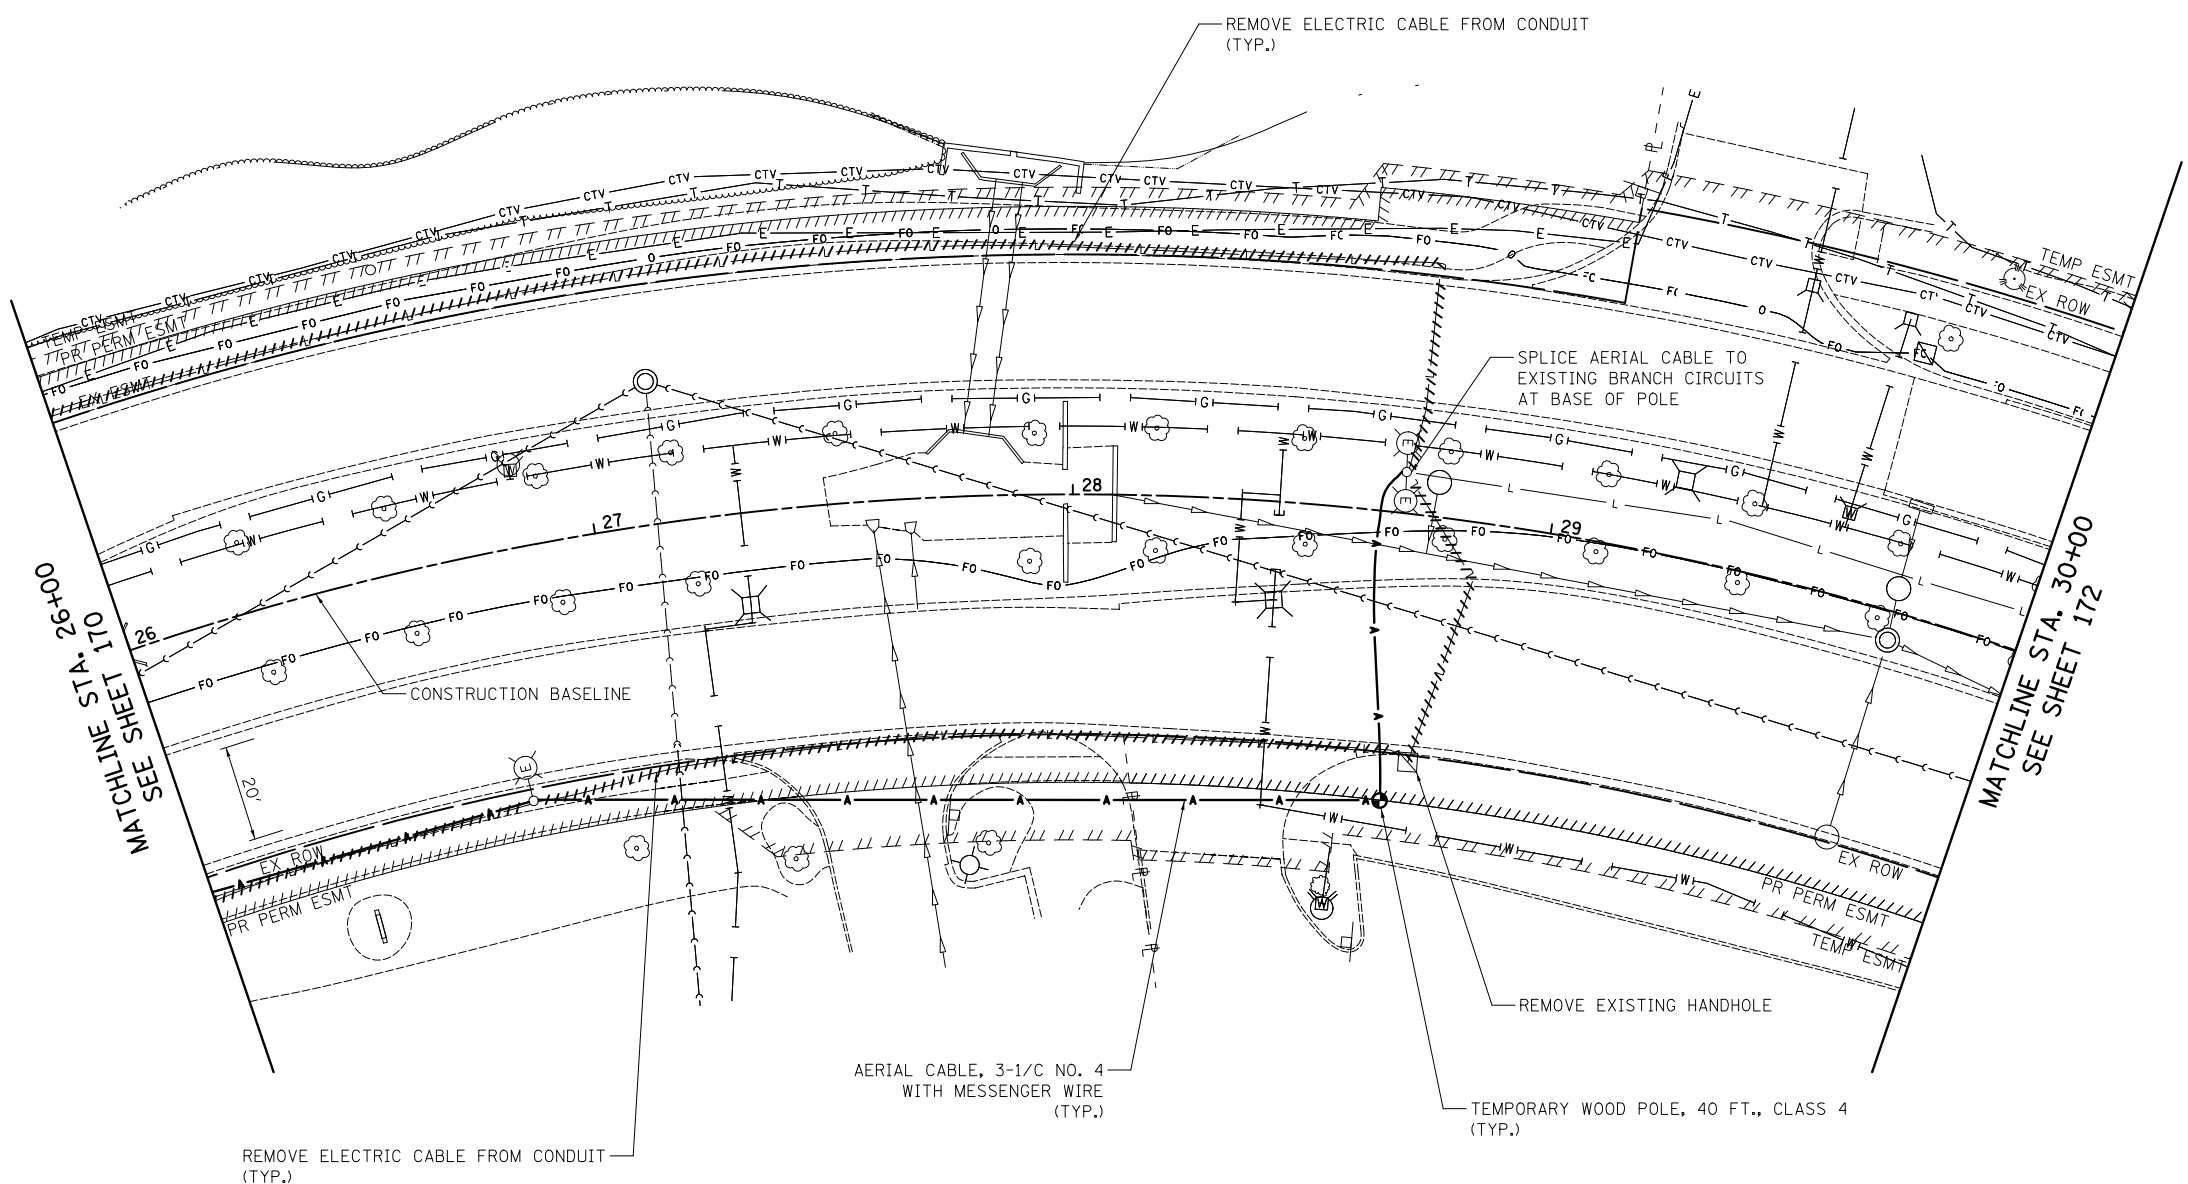 REMOVE ELECTRIC CABLE FROM CONDUIT
(TYP.)
TEMP ESMT
PR PERM ESMT
EX ESMT
TEMP ESMT
EX ROW
SPLICE AERIAL CABLE TO
EXISTING BRANCH CIRCUITS
AT BASE OF POLE
26
27
28
29
MATCHLINE STA. 26+00
SEE SHEET 170
MATCHLINE STA. 30+00
SEE SHEET 172
CONSTRUCTION BASELINE
20'
EX ROW
PR PERM ESMT
EX ROW
PR PERM ESMT
TEMP ESMT
REMOVE EXISTING HANDHOLE
AERIAL CABLE, 3-1/C NO. 4
WITH MESSENGER WIRE
(TYP.)
TEMPORARY WOOD POLE, 40 FT., CLASS 4
(TYP.)
REMOVE ELECTRIC CABLE FROM CONDUIT
(TYP.)